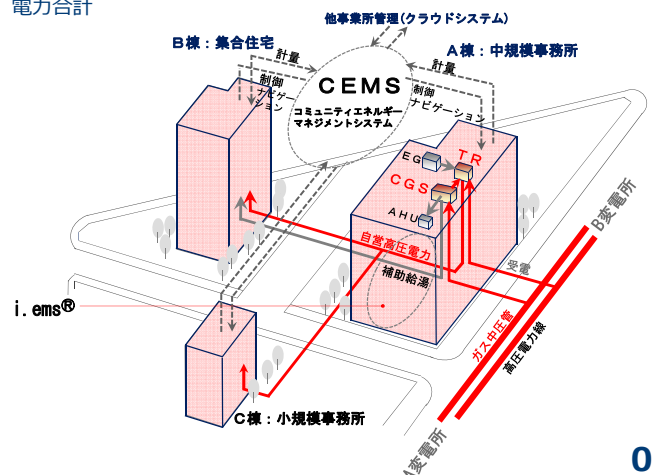 電力合計
他事業所管理(クラウドシステム)
B棟：集合住宅
A棟：中規模事務所
計量
計量
制御
ナビゲー
ション
CEMS
コミュニティエネルギー
マネジメントシステム
制御
ナビゲーション
EG
TR
CGS
AHU
自営高圧電力
補助給湯
受電
B変電所
i.ems®
ガス中圧管
高圧電力線
C棟：小規模事務所
A変電所
0